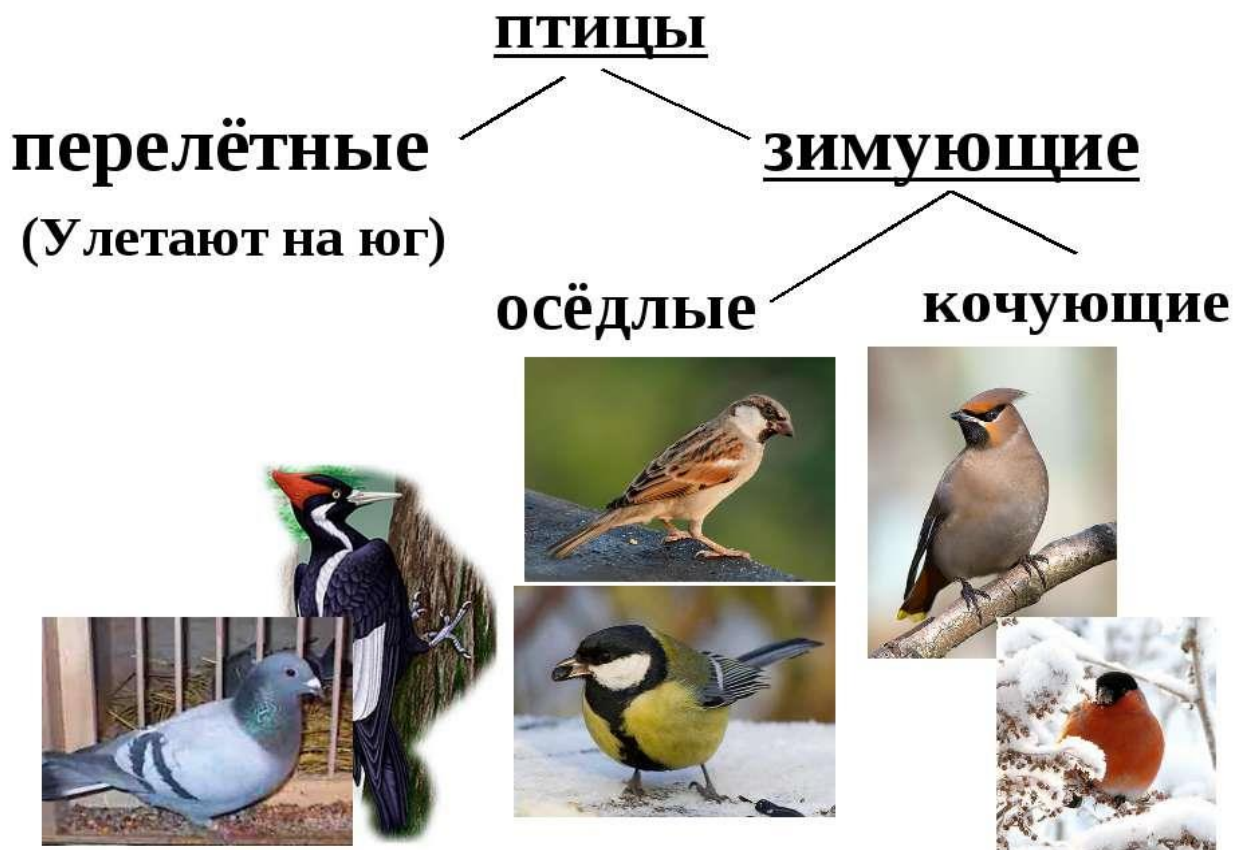 птицы
перелётные
зимующие
(Улетают на юг)
осёдлые
кочующие